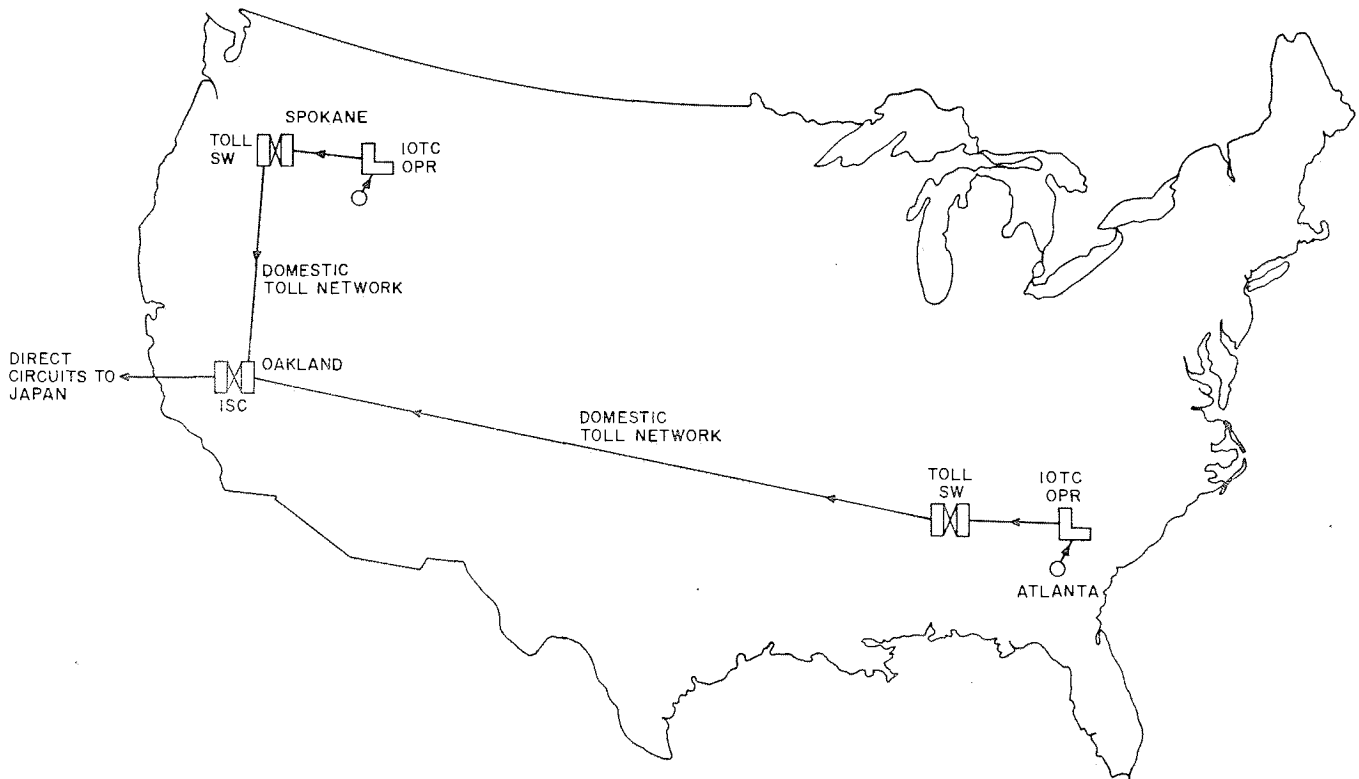 SPOKANE
TOLL
SW
IOTC
OPR
DOMESTIC
TOLL NETWORK
DIRECT
CIRCUITS TO
JAPAN
OAKLAND
ISC
DOMESTIC
TOLL NETWORK
TOLL
SW
IOTC
OPR
ATLANTA